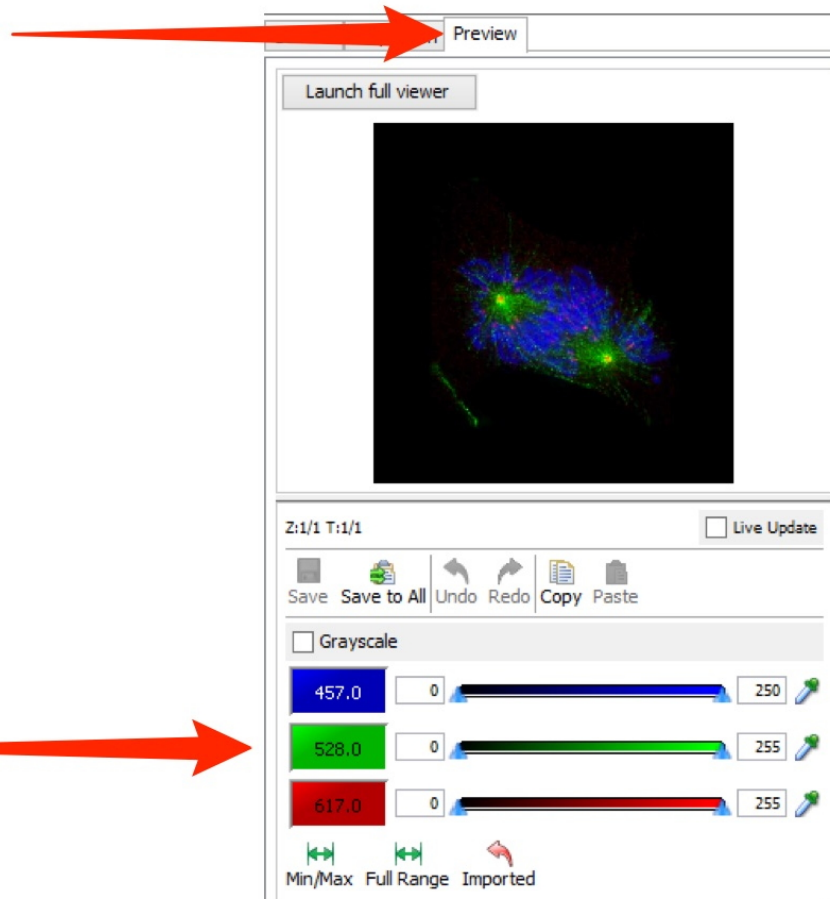 Preview
Launch full viewer
Z:1/1 T:1/1
Live Update
Save Save to All Undo Redo Copy Paste
Grayscale
457.0 0 250
528.0 0 255
617.0 0 255
Min/Max Full Range Imported